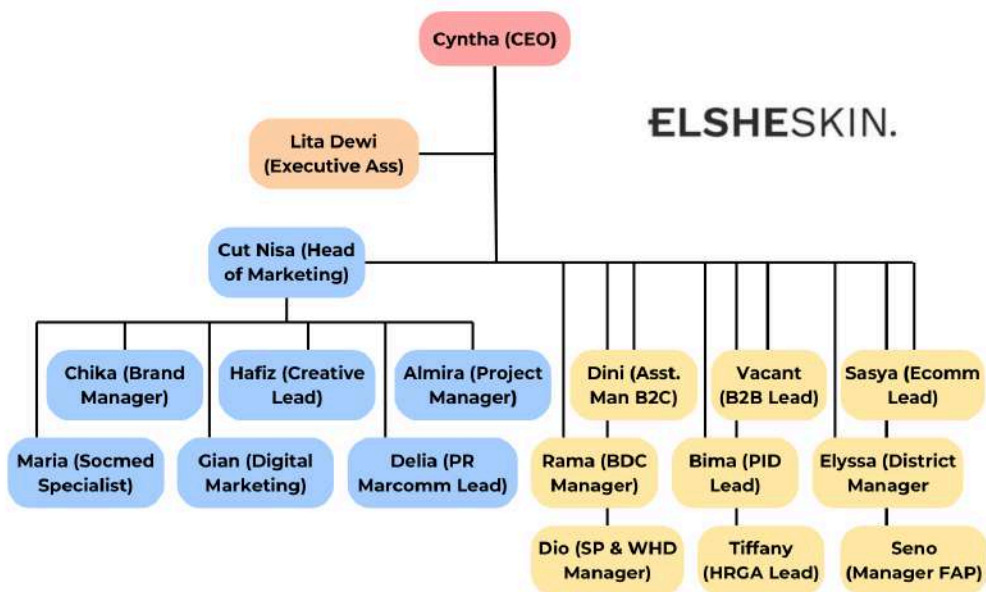 Cyntha (CEO)
ELSHESKIN.
Lita Dewi
(Executive Ass)
Cut Nisa (Head
of Marketing)
Chika (Brand
Manager)
Hafiz (Creative
Lead)
Almira (Project
Manager)
Dini (Asst.
Man B2C)
Vacant
(B2B Lead)
Sasya (Ecomm
Lead)
Maria (Socmed
Specialist)
Gian (Digital
Marketing)
Delia (PR
Marcomm Lead)
Rama (BDC
Manager)
Bima (PID
Lead)
Elyssa (District
Manager
Dio (SP & WHD
Manager)
Tiffany
(HRGA Lead)
Seno
(Manager FAP)